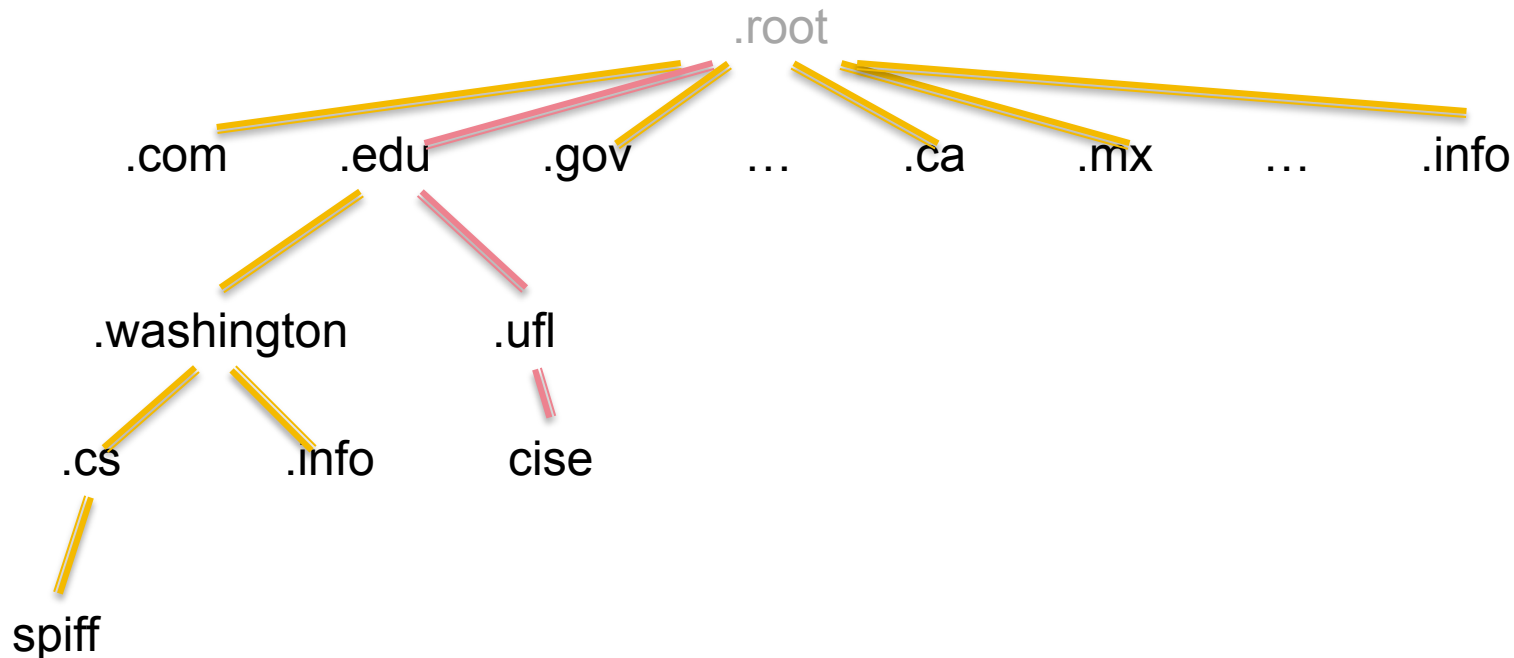 .root
.com .edu .gov … .ca .mx … .info
.washington .ufl
.cs .info cise
spiff